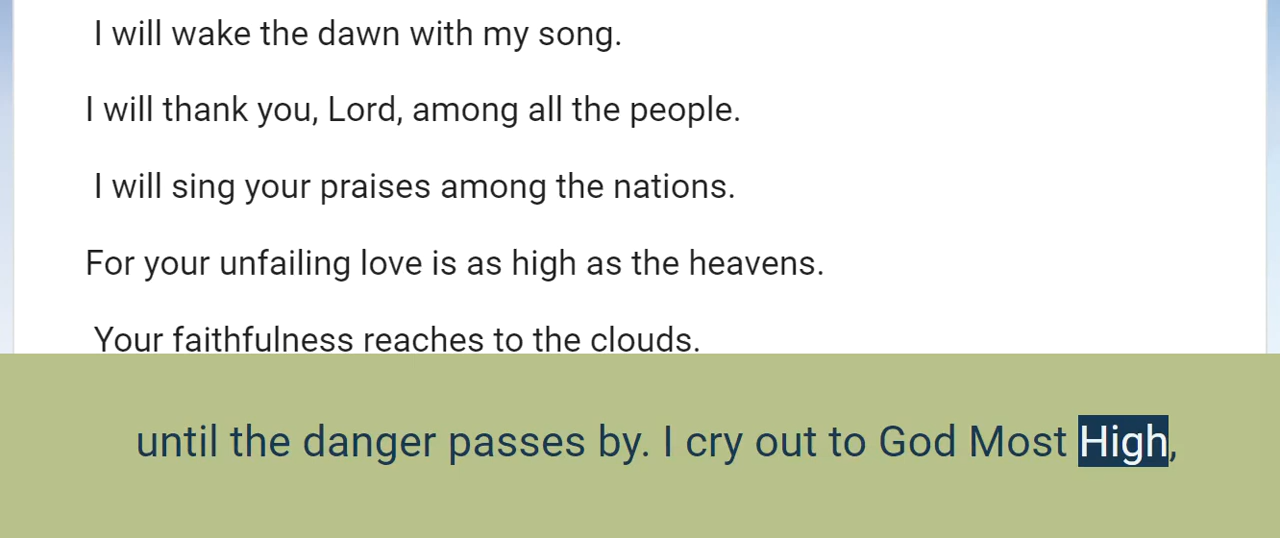 I will wake the dawn with my song.
I will thank you, Lord, among all the people.
I will sing your praises among the nations.
For your unfailing love is as high as the heavens.
Your faithfulness reaches to the clouds.
until the danger passes by. I cry out to God Most High,